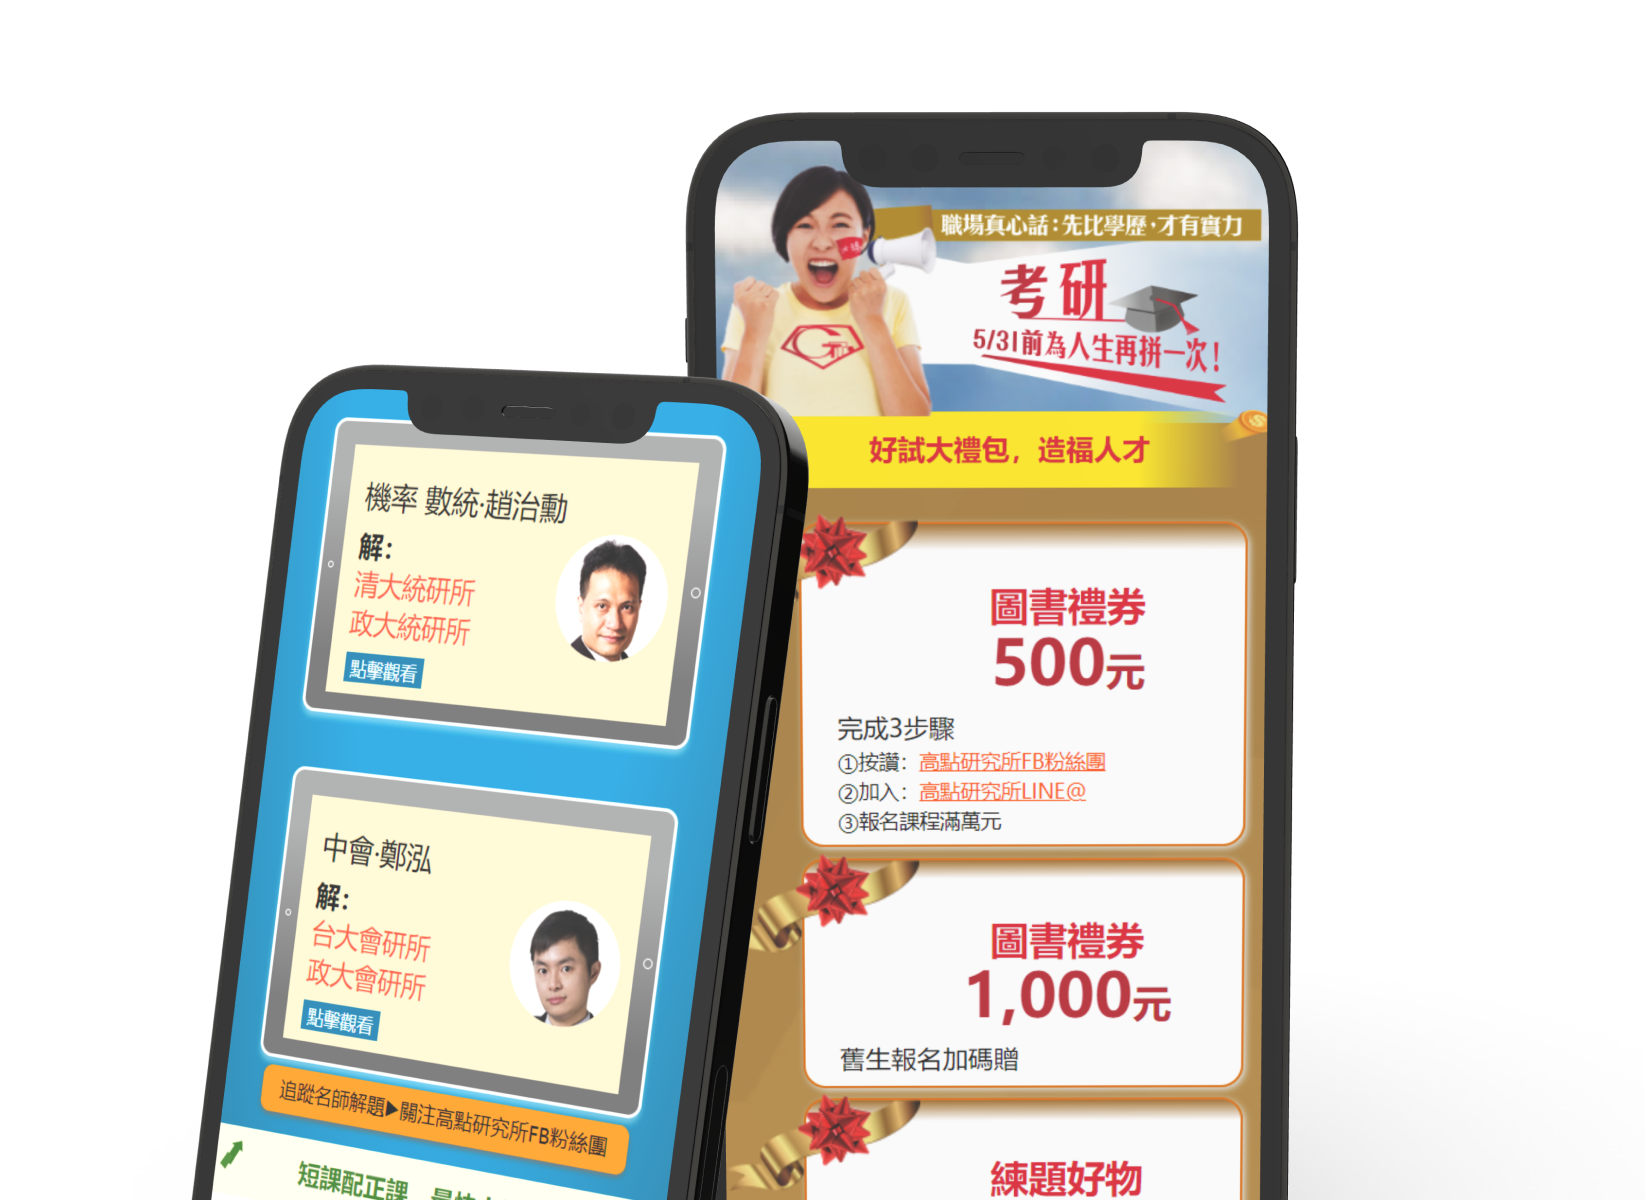 機率 數統·趙治勳
解：
清大統研所
政大統研所
點擊觀看
中會·鄭泓
解：
台大會研所
政大會研所
點擊觀看
追蹤名師解題▶關注高點研究所FB粉絲團
短課配正課
職場真心話：先比學歷，才有實力
考研
5/31前為人生再拼一次！
好試大禮包，造福人才
圖書禮券
500元
完成3步驟
①按讚：高點研究所FB粉絲團
②加入：高點研究所LINE@
③報名課程滿萬元
圖書禮券
1,000元
舊生報名加碼贈
練題好物